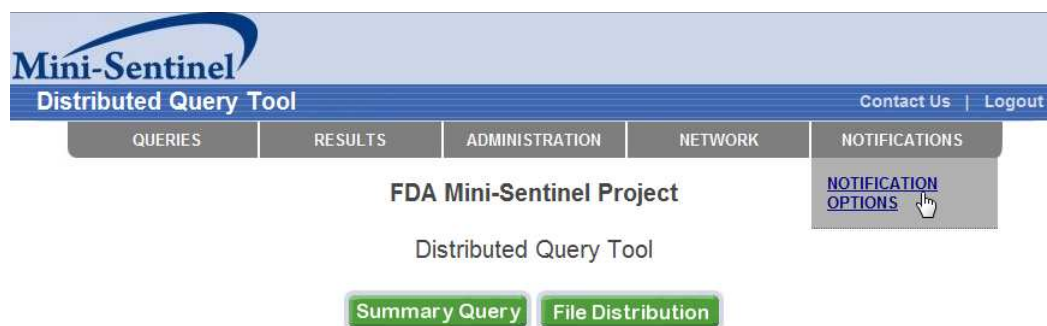 Mini-Sentinel
Distributed Query Tool
Contact Us | Logout
QUERIES RESULTS ADMINISTRATION NETWORK NOTIFICATIONS
NOTIFICATION
OPTIONS
FDA Mini-Sentinel Project
Distributed Query Tool
Summary Query File Distribution